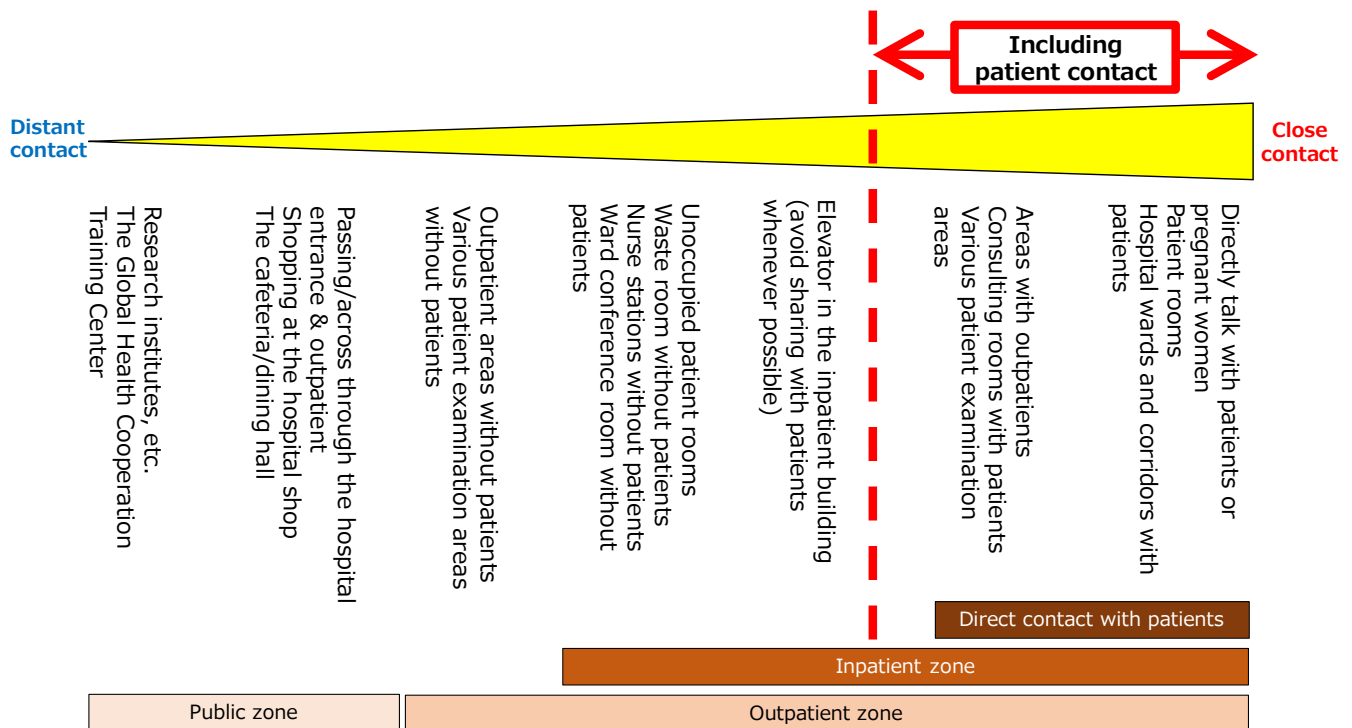 Including
patient contact
Distant
contact
Close
contact
Research institutes, etc.
The Global Health Cooperation
Training Center
Passing/across through the hospital
entrance & outpatient
Shopping at the hospital shop
The cafeteria/dining hall
Outpatient areas without patients
Various patient examination areas
without patients
Unoccupied patient rooms
Waste room without patients
Nurse stations without patients
Ward conference room without
patients
Elevator in the inpatient building
(avoid sharing with patients
whenever possible)
Areas with outpatients
Consulting rooms with patients
Various patient examination
areas
Directly talk with patients or
pregnant women
Patient rooms
Hospital wards and corridors with
patients
Direct contact with patients
Inpatient zone
Public zone
Outpatient zone